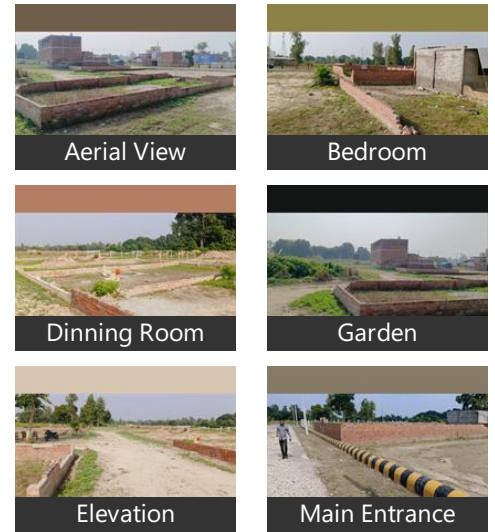 Aerial View
Bedroom
Dinning Room
Garden
Elevation
Main Entrance